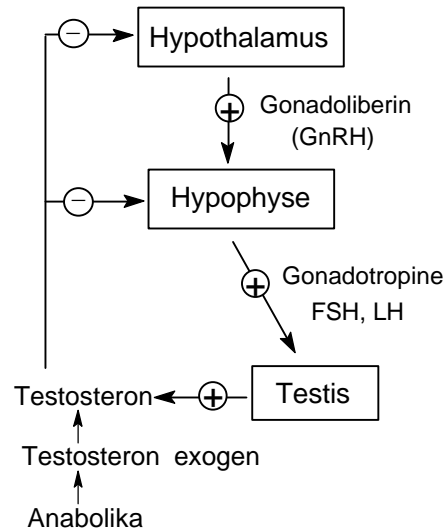 Hypothalamus
Gonadoliberin
(GnRH)
Hypophyse
Gonadotropine
FSH, LH
Testosteron
Testis
Testosteron exogen
Anabolika